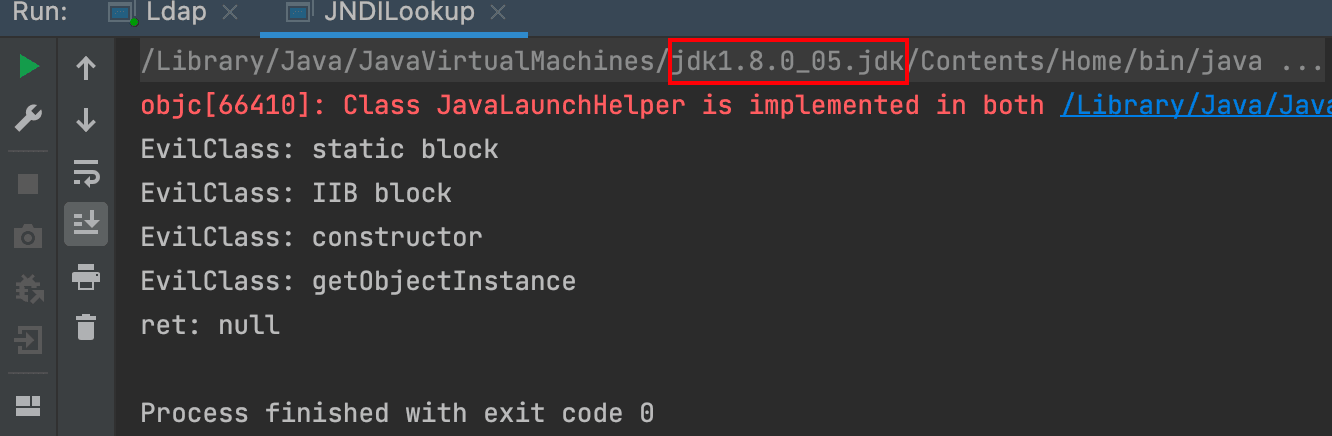 Run: Ldap JNDILookup
/Library/Java/JavaVirtualMachines/jdk1.8.0_05.jdk/Contents/Home/bin/java ...
objc[66410]: Class JavaLaunchHelper is implemented in both /Library/Java/Java
EvilClass: static block
EvilClass: IIB block
EvilClass: constructor
EvilClass: getObjectInstance
ret: null
Process finished with exit code 0